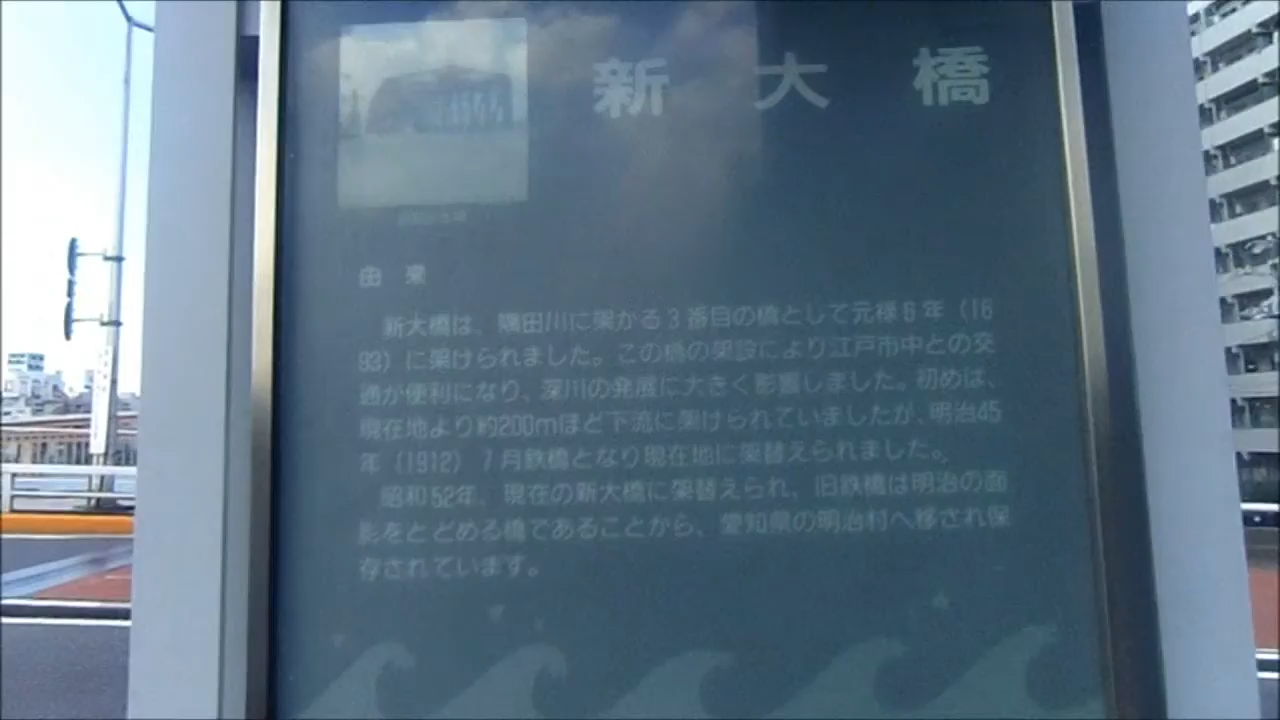 新大橋
由来
新大橋は、隅田川に架かる3番目の橋として元禄6年（16
93）に架けられました。この橋の架設により江戸市中との交
通が便利になり、深川の発展に大きく影響しました。初めは、
現在地より約200mほど下流に架けられていましたが、明治45
年（1912）7月鉄橋となり現在地に架替えられました。
昭和52年、現在の新大橋に架替えられ、旧鉄橋は明治の面
影をとどめる橋であることから、愛知県の明治村へ移され保
存されています。